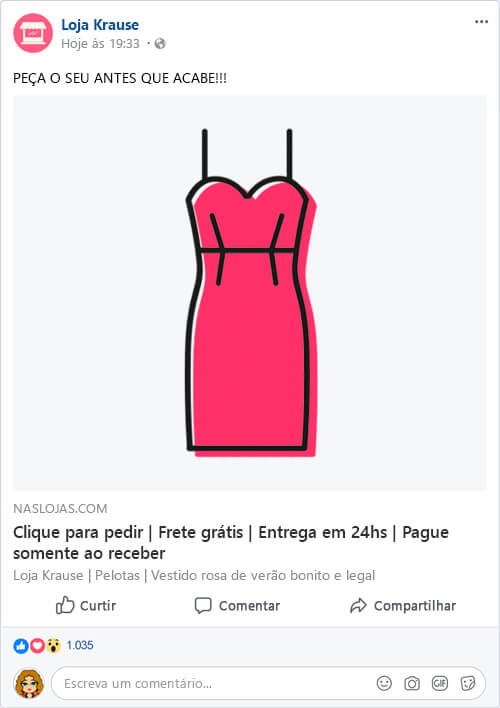 Loja Krause
Hoje às 19:33 ·
PEÇA O SEU ANTES QUE ACABE!!!
NASLOJAS.COM
Clique para pedir | Frete grátis | Entrega em 24hs | Pague
somente ao receber
Loja Krause | Pelotas | Vestido rosa de verão bonito e legal
Curtir Comentar Compartilhar
1.035
Escreva um comentário... GIF